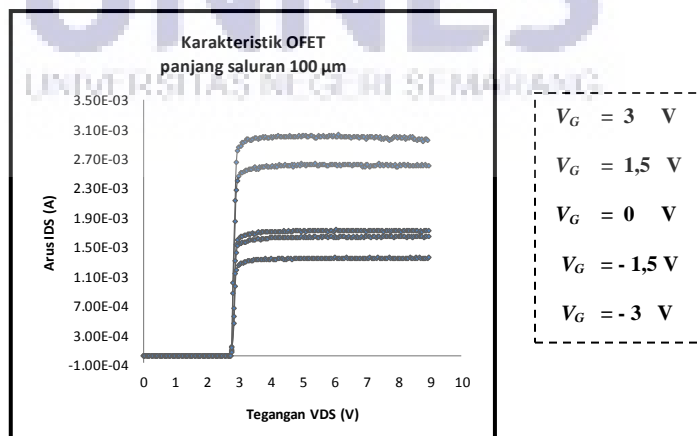 UNNES
UNIVERSITAS NEGERI SEMARANG
Karakteristik OFET
panjang saluran 100 µm
3.50E-03
3.10E-03
2.70E-03
2.30E-03
1.90E-03
1.50E-03
1.10E-03
7.00E-04
3.00E-04
-1.00E-04
Arus IDS (A)
0 1 2 3 4 5 6 7 8 9 10
Tegangan VDS (V)
VG = 3 V
VG = 1,5 V
VG = 0 V
VG = - 1,5 V
VG = - 3 V